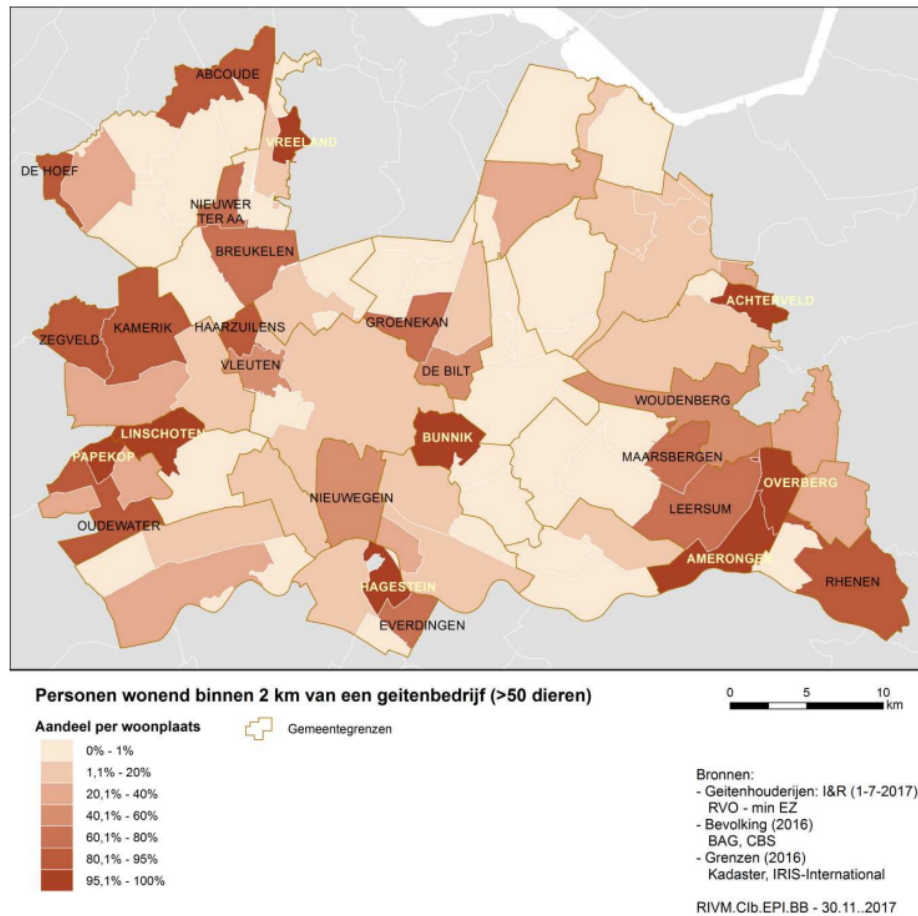 ABCOUDE
VREELAND
DE HOEF
NIEUWER
TER AA
BREUKELEN
ACHTERVELD
KAMERIK
HAARZUILENS
GROENEKAN
ZEGVELD
VLEUTEN
DE BILT
WOUDENBERG
LINSCHOTEN
BUNNIK
PAPEKOP
MAARSBERGEN
NIEUWEGEIN
OVERBERG
LEERSUM
OUDEWATER
AMERONGEN
HAGESTEIN
RHENEN
EVERDINGEN
Personen wonend binnen 2 km van een geitenbedrijf (>50 dieren)
Aandeel per woonplaats
Gemeentegrenzen
0% - 1%
1,1% - 20%
20,1% - 40%
40,1% - 60%
60,1% - 80%
80,1% - 95%
95,1% - 100%
0 5 10
km
Bronnen:
- Geitenhouderijen: I&R (1-7-2017)
RVO - min EZ
- Bevolking (2016)
BAG, CBS
- Grenzen (2016)
Kadaster, IRIS-International
RIVM.CIb.EPI.BB - 30.11..2017